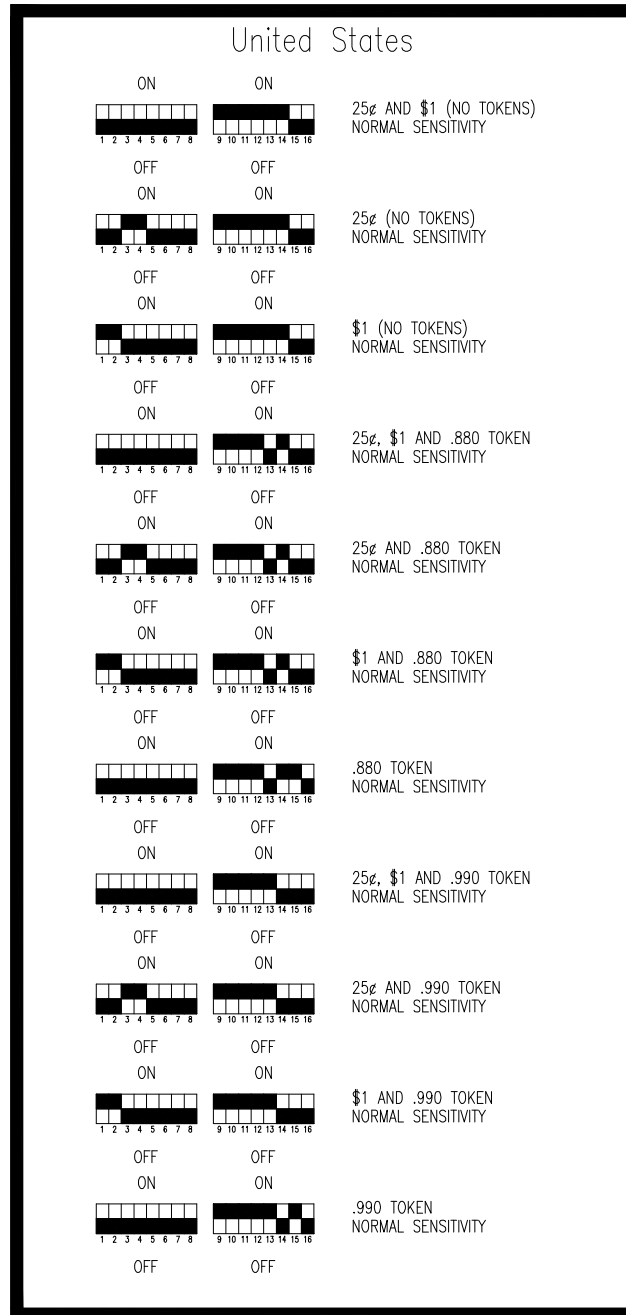 United States
ON ON
25¢ AND $1 (NO TOKENS)
NORMAL SENSITIVITY
1 2 3 4 5 6 7 8 9 10 11 12 13 14 15 16
OFF OFF
ON ON
25¢ (NO TOKENS)
NORMAL SENSITIVITY
1 2 3 4 5 6 7 8 9 10 11 12 13 14 15 16
OFF OFF
ON ON
$1 (NO TOKENS)
NORMAL SENSITIVITY
1 2 3 4 5 6 7 8 9 10 11 12 13 14 15 16
OFF OFF
ON ON
25¢, $1 AND .880 TOKEN
NORMAL SENSITIVITY
1 2 3 4 5 6 7 8 9 10 11 12 13 14 15 16
OFF OFF
ON ON
25¢ AND .880 TOKEN
NORMAL SENSITIVITY
1 2 3 4 5 6 7 8 9 10 11 12 13 14 15 16
OFF OFF
ON ON
$1 AND .880 TOKEN
NORMAL SENSITIVITY
1 2 3 4 5 6 7 8 9 10 11 12 13 14 15 16
OFF OFF
ON ON
.880 TOKEN
NORMAL SENSITIVITY
1 2 3 4 5 6 7 8 9 10 11 12 13 14 15 16
OFF OFF
ON ON
25¢, $1 AND .990 TOKEN
NORMAL SENSITIVITY
1 2 3 4 5 6 7 8 9 10 11 12 13 14 15 16
OFF OFF
ON ON
25¢ AND .990 TOKEN
NORMAL SENSITIVITY
1 2 3 4 5 6 7 8 9 10 11 12 13 14 15 16
OFF OFF
ON ON
$1 AND .990 TOKEN
NORMAL SENSITIVITY
1 2 3 4 5 6 7 8 9 10 11 12 13 14 15 16
OFF OFF
ON ON
.990 TOKEN
NORMAL SENSITIVITY
1 2 3 4 5 6 7 8 9 10 11 12 13 14 15 16
OFF OFF